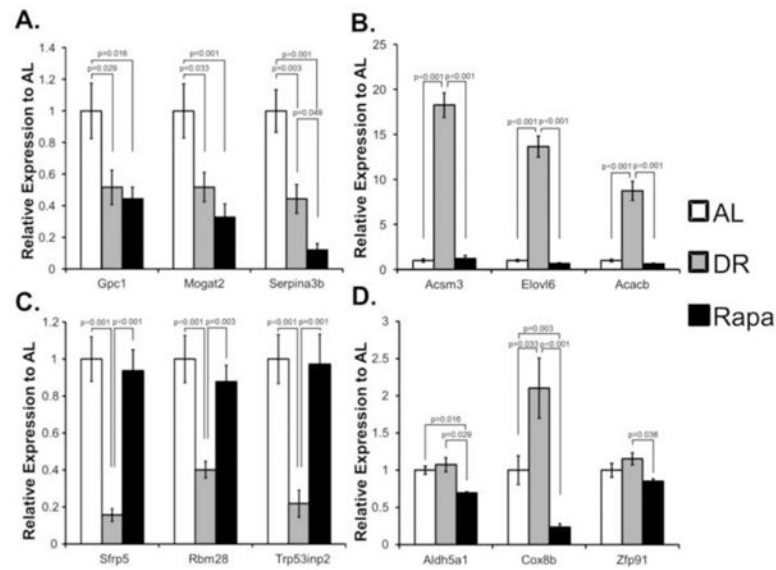 A.
Relative Expression to AL
1.4
1.2
1
0.8
0.6
0.4
0.2
0
p=0.016
p=0.029
p=0.001
p=0.033
p=0.001
p=0.003
p=0.049
Gpc1 Mogat2 Serpina3b
B.
Relative Expression to AL
25
20
15
10
5
0
p<0.001 p<0.001
p<0.001 p<0.001
p<0.001 p<0.001
Acsm3 Elovl6 Acacb
AL
DR
Rapa
C.
Relative Expression to AL
1.2
1
0.8
0.6
0.4
0.2
0
p<0.001 p<0.001
p<0.001 p=0.003
p<0.001 p=0.001
Sfrp5 Rbm28 Trp53inp2
D.
Relative Expression to AL
3
2.5
2
1.5
1
0.5
0
p=0.016
p=0.029
p=0.003
p=0.033 p<0.001
p=0.036
Aldh5a1 Cox8b Zfp91